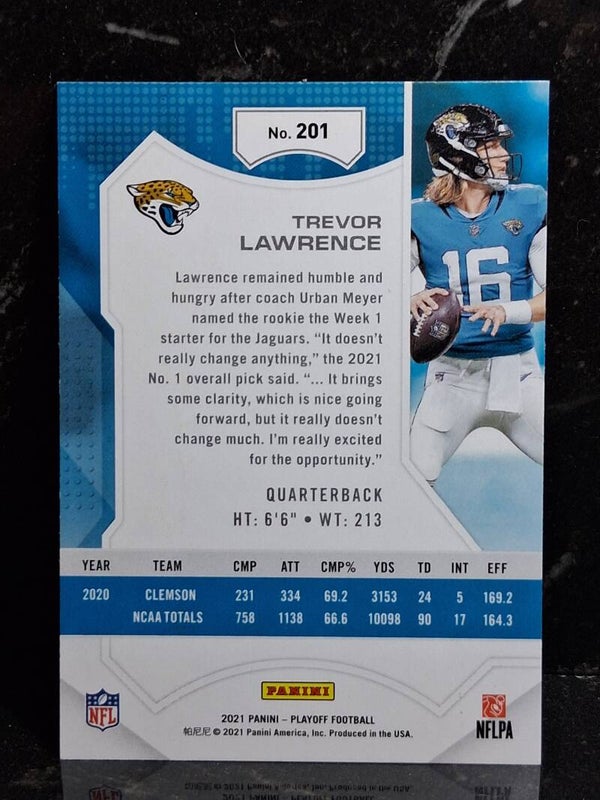 No. 201
TREVOR
LAWRENCE
Lawrence remained humble and
hungry after coach Urban Meyer
named the rookie the Week 1
starter for the Jaguars. “It doesn’t
really change anything,” the 2021
No. 1 overall pick said. “... It brings
some clarity, which is nice going
forward, but it really doesn’t
change much. I’m really excited
for the opportunity.”
QUARTERBACK
HT: 6'6" • WT: 213
16
YEAR TEAM CMP ATT CMP% YDS TD INT EFF
2020 CLEMSON 231 334 69.2 3153 24 5 169.2
NCAA TOTALS 758 1138 66.6 10098 90 17 164.3
PANINI
NFL
NFLPA
2021 PANINI – PLAYOFF FOOTBALL
帕尼尼 © 2021 Panini America, Inc. Produced in the USA.